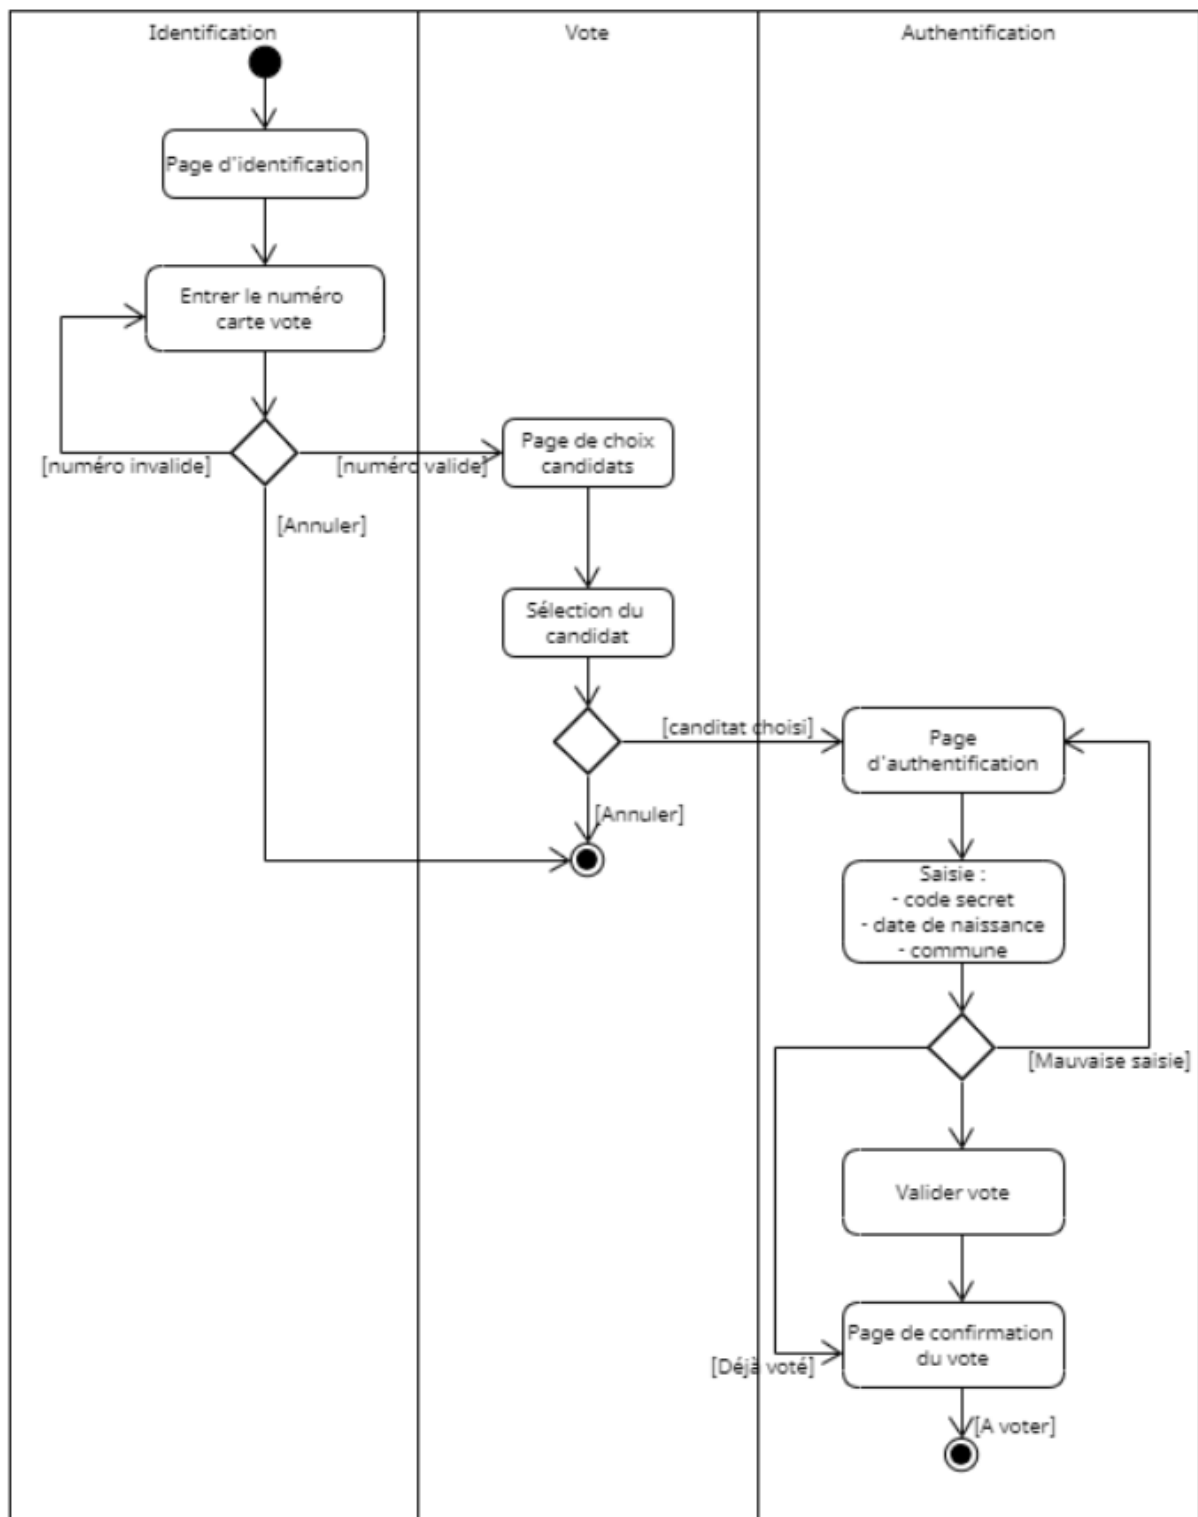 Identification
Vote
Authentification
Page d'identification
Entrer le numéro
carte vote
[numéro invalide]
[numéro valide]
[Annuler]
Page de choix
candidats
Sélection du
candidat
[canditat choisi]
[Annuler]
Page
d'authentification
Saisie :
- code secret
- date de naissance
- commune
[Mauvaise saisie]
Valider vote
Page de confirmation
du vote
[Déjà voté]
[A voter]